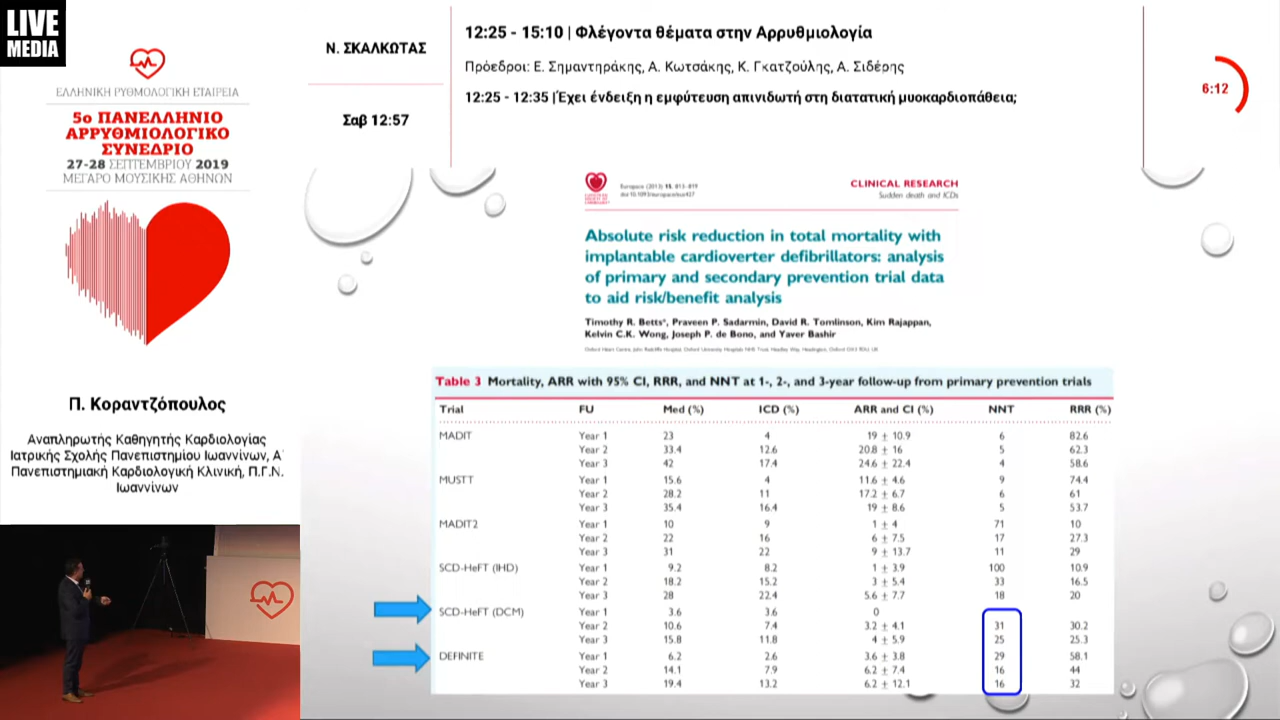 LIVE
MEDIA
ΕΛΛΗΝΙΚΗ ΡΥΘΜΟΛΟΓΙΚΗ ΕΤΑΙΡΕΙΑ
5ο ΠΑΝΕΛΛΗΝΙΟ
ΑΡΡΥΘΜΙΟΛΟΓΙΚΟ
ΣΥΝΕΔΡΙΟ
27-28 ΣΕΠΤΕΜΒΡΙΟΥ 2019
ΜΕΓΑΡΟ ΜΟΥΣΙΚΗΣ ΑΘΗΝΩΝ
Π. Κοραντζόπουλος
Αναπληρωτής Καθηγητής Καρδιολογίας
Ιατρικής Σχολής Πανεπιστημίου Ιωαννίνων, Α΄
Πανεπιστημιακή Καρδιολογική Κλινική, Π.Γ.Ν.
Ιωαννίνων
Ν. ΣΚΑΛΚΩΤΑΣ
Σαβ 12:57
12:25 - 15:10 | Φλέγοντα θέματα στην Αρρυθμιολογία
Πρόεδροι: Ε. Σημαντηράκης, Α. Κωτσάκης, Κ. Γκατζούλης, Α. Σιδέρης
12:25 - 12:35 | Έχει ένδειξη η εμφύτευση απινιδωτή στη διατατική μυοκαρδιοπάθεια;
6:12
Europace (2013) 15, 813–819
doi:10.1093/europace/eus427
CLINICAL RESEARCH
Sudden death and ICDs
Absolute risk reduction in total mortality with
implantable cardioverter defibrillators: analysis
of primary and secondary prevention trial data
to aid risk/benefit analysis
Timothy R. Betts*, Praveen P. Sadarmin, David R. Tomlinson, Kim Rajappan,
Kelvin C.K. Wong, Joseph P. de Bono, and Yaver Bashir
Oxford Heart Centre, John Radcliffe Hospital, Oxford University Hospitals NHS Trust, Headley Way, Headington, Oxford OX3 9DU, UK
Table 3 Mortality, ARR with 95% CI, RRR, and NNT at 1-, 2-, and 3-year follow-up from primary prevention trials
Trial FU Med (%) ICD (%) ARR and CI (%) NNT RRR (%)
MADIT Year 1 23 4 19 ± 10.9 6 82.6
Year 2 33.4 12.6 20.8 ± 16 5 62.3
Year 3 42 17.4 24.6 ± 22.4 4 58.6
MUSTT Year 1 15.6 4 11.6 ± 4.6 9 74.4
Year 2 28.2 11 17.2 ± 6.7 6 61
Year 3 35.4 16.4 19 ± 8.6 5 53.7
MADIT2 Year 1 10 9 1 ± 4 71 10
Year 2 22 16 6 ± 7.5 17 27.3
Year 3 31 22 9 ± 13.7 11 29
SCD-HeFT (IHD) Year 1 9.2 8.2 1 ± 3.9 100 10.9
Year 2 18.2 15.2 3 ± 5.4 33 16.5
Year 3 28 22.4 5.6 ± 7.7 18 20
SCD-HeFT (DCM) Year 1 3.6 3.6 0
Year 2 10.6 7.4 3.2 ± 4.1 31 30.2
Year 3 15.8 11.8 4 ± 5.9 25 25.3
DEFINITE Year 1 6.2 2.6 3.6 ± 3.8 29 58.1
Year 2 14.1 7.9 6.2 ± 7.4 16 44
Year 3 19.4 13.2 6.2 ± 12.1 16 32